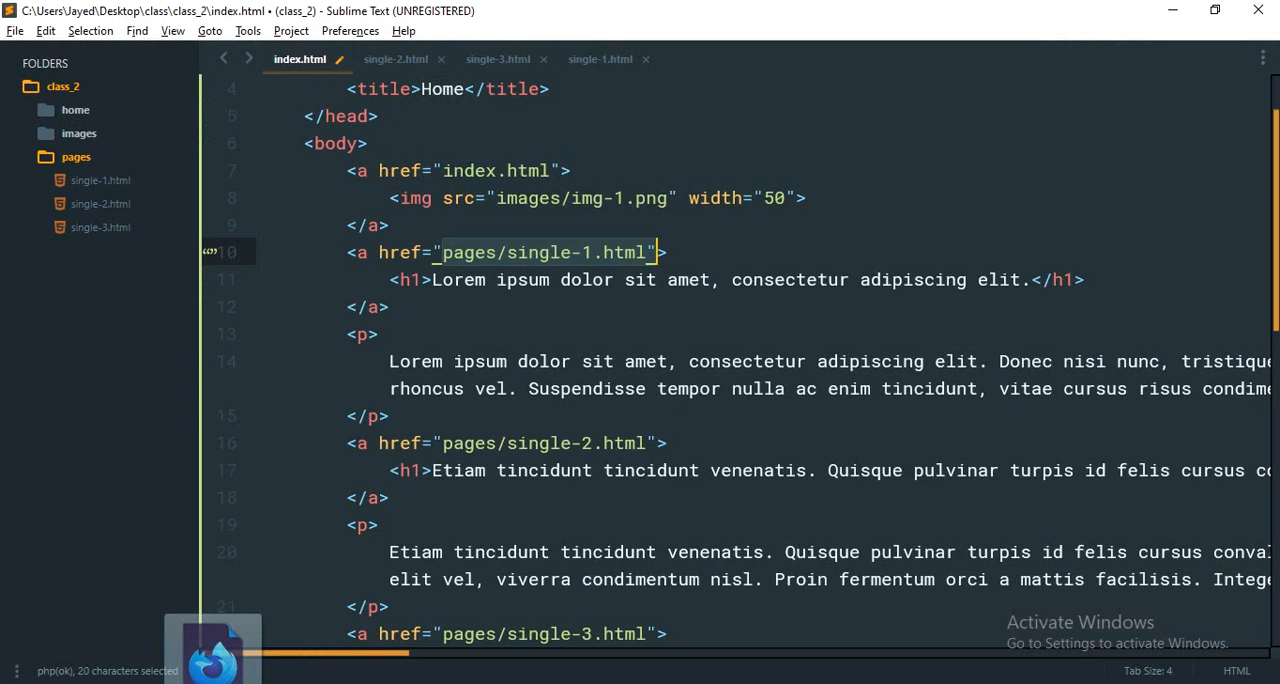 C:\Users\Jayed\Desktop\class\class_2\index.html • (class_2) - Sublime Text (UNREGISTERED)
File Edit Selection Find View Goto Tools Project Preferences Help
FOLDERS
class_2
home
images
pages
single-1.html
single-2.html
single-3.html
index.html single-2.html single-3.html single-1.html
4 <title>Home</title>
5 </head>
6 <body>
7 <a href="index.html">
8 <img src="images/img-1.png" width="50">
9 </a>
10 <a href="pages/single-1.html">
11 <h1>Lorem ipsum dolor sit amet, consectetur adipiscing elit.</h1>
12 </a>
13 <p>
14 Lorem ipsum dolor sit amet, consectetur adipiscing elit. Donec nisi nunc, tristique
rhoncus vel. Suspendisse tempor nulla ac enim tincidunt, vitae cursus risus condime
15 </p>
16 <a href="pages/single-2.html">
17 <h1>Etiam tincidunt tincidunt venenatis. Quisque pulvinar turpis id felis cursus co
18 </a>
19 <p>
20 Etiam tincidunt tincidunt venenatis. Quisque pulvinar turpis id felis cursus conval
elit vel, viverra condimentum nisl. Proin fermentum orci a mattis facilisis. Intege
21 </p>
<a href="pages/single-3.html">
Activate Windows
Go to Settings to activate Windows.
php(ok), 20 characters selected Tab Size: 4 HTML